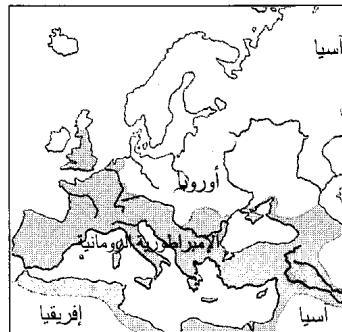 آسيا
أوروبا
الإمبراطورية الرومانية
إفريقيا
آسيا